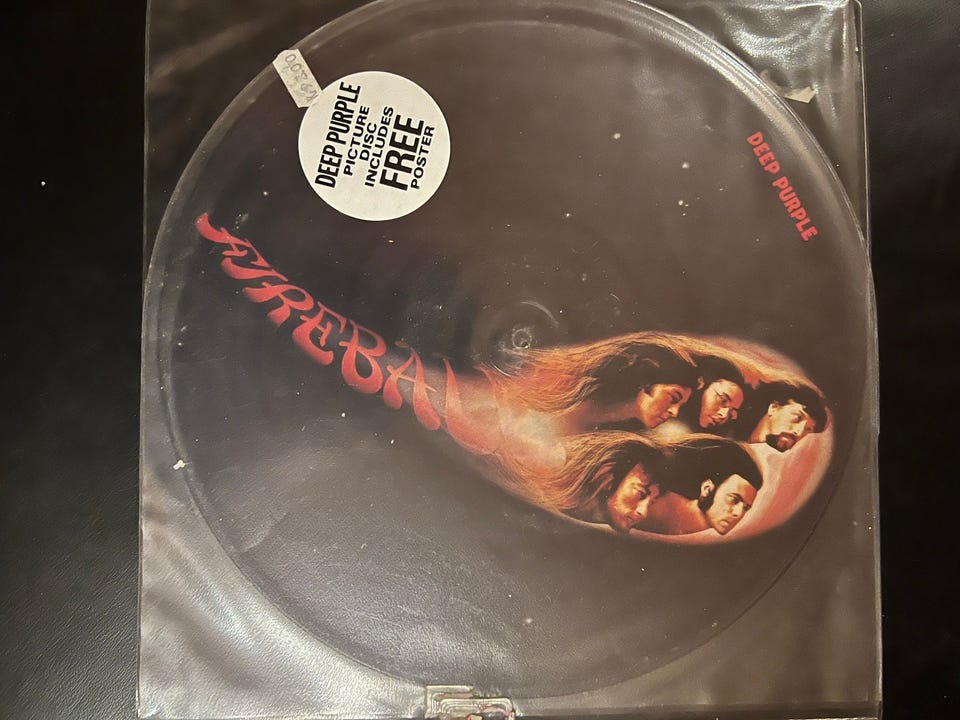 DEEP PURPLE
PICTURE
DISC
INCLUDES
FREE
POSTER
DEEP PURPLE
FIREBALL